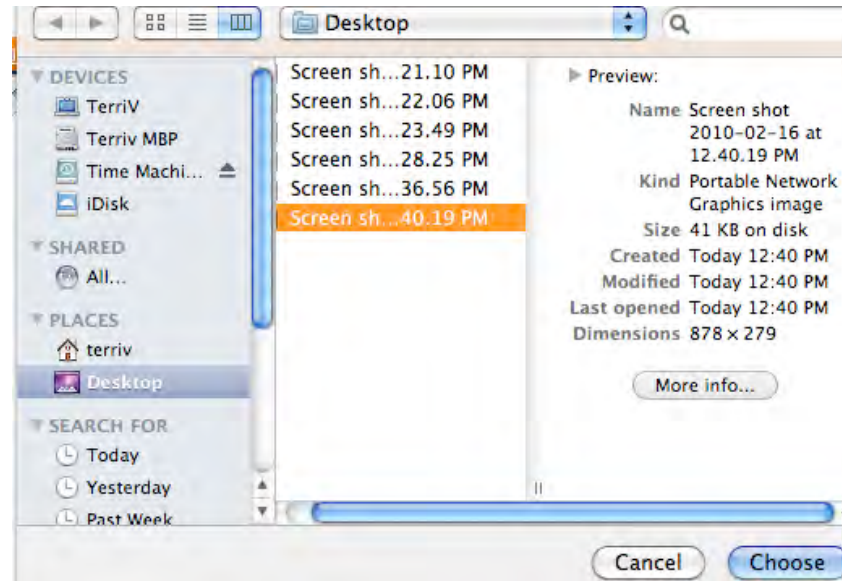 Desktop
DEVICES
TerriV
Terriv MBP
Time Machi...
iDisk
SHARED
All...
PLACES
terriv
Desktop
SEARCH FOR
Today
Yesterday
Past Week
Screen sh...21.10 PM
Screen sh...22.06 PM
Screen sh...23.49 PM
Screen sh...28.25 PM
Screen sh...36.56 PM
Screen sh...40.19 PM
Preview:
Name Screen shot
2010-02-16 at
12.40.19 PM
Kind Portable Network
Graphics image
Size 41 KB on disk
Created Today 12:40 PM
Modified Today 12:40 PM
Last opened Today 12:40 PM
Dimensions 878 × 279
More info...
Cancel
Choose